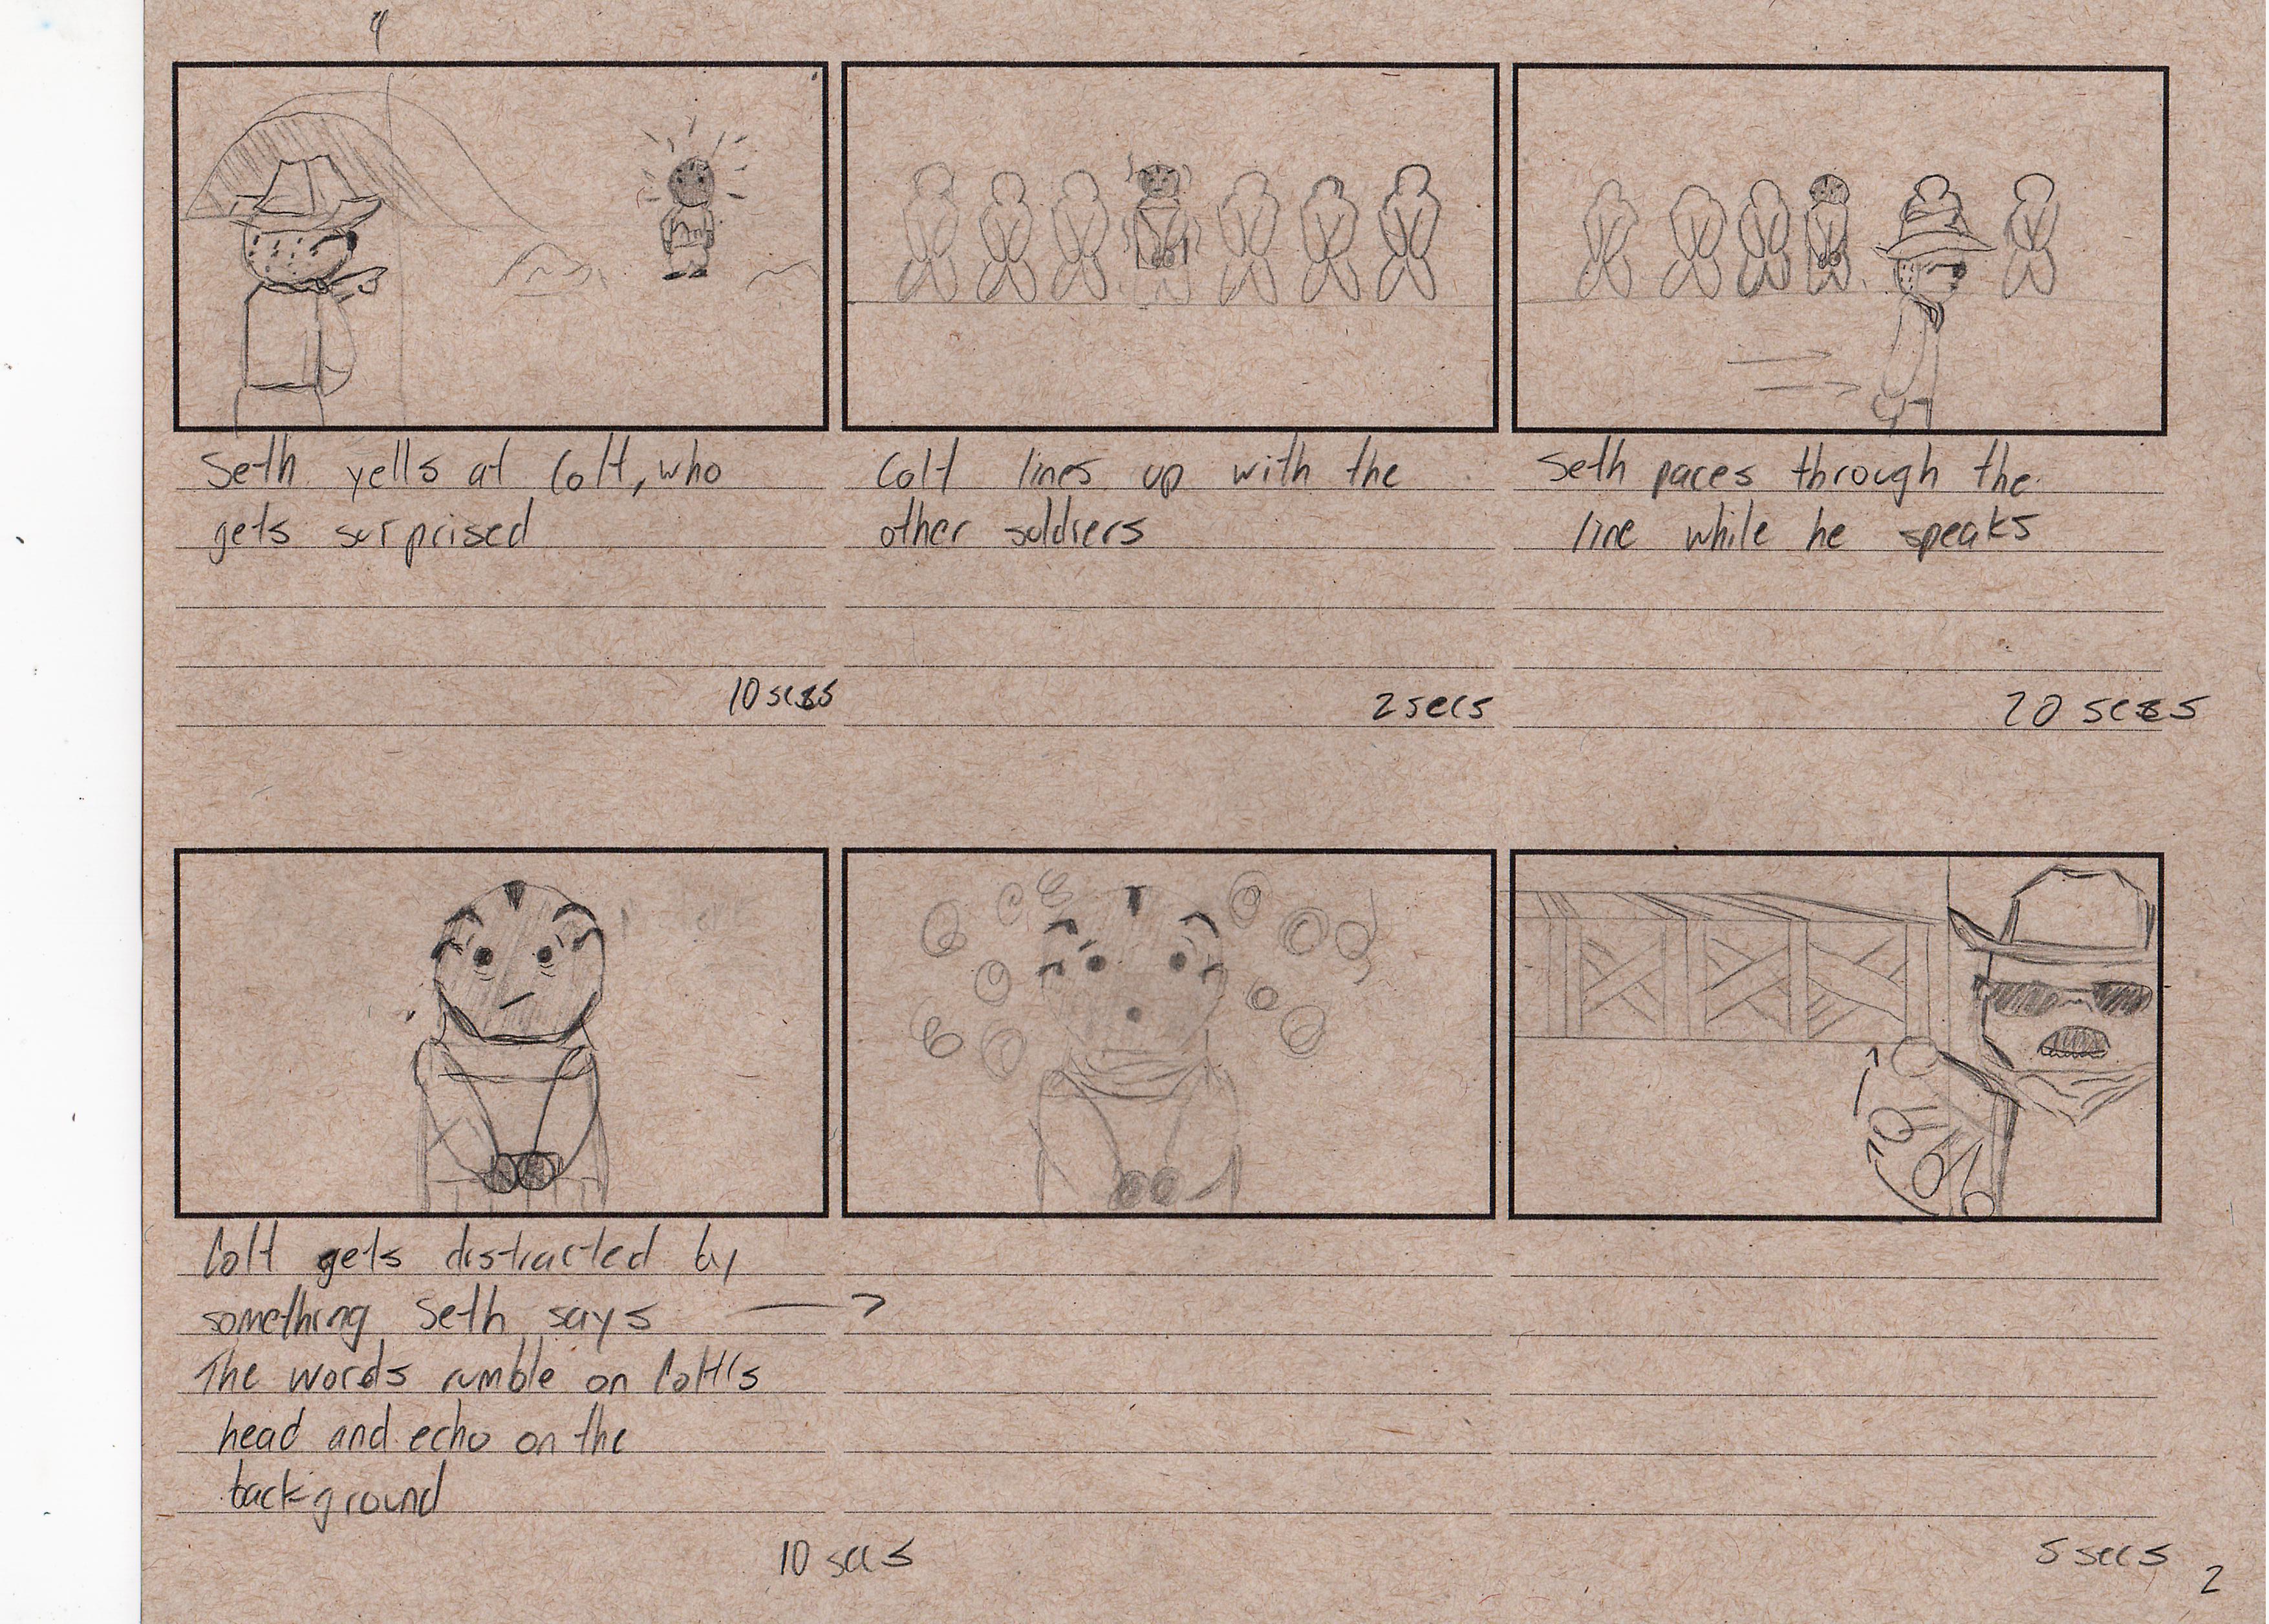 Seth yells at Colt, who
gets surprised
10 secs
Colt lines up with the
other soldiers
2 secs
Seth paces through the
line while he speaks
20 secs
Colt gets distracted by
something Seth says →
The words rumble on Colt's
head and echo on the
background
10 secs
5 secs
2